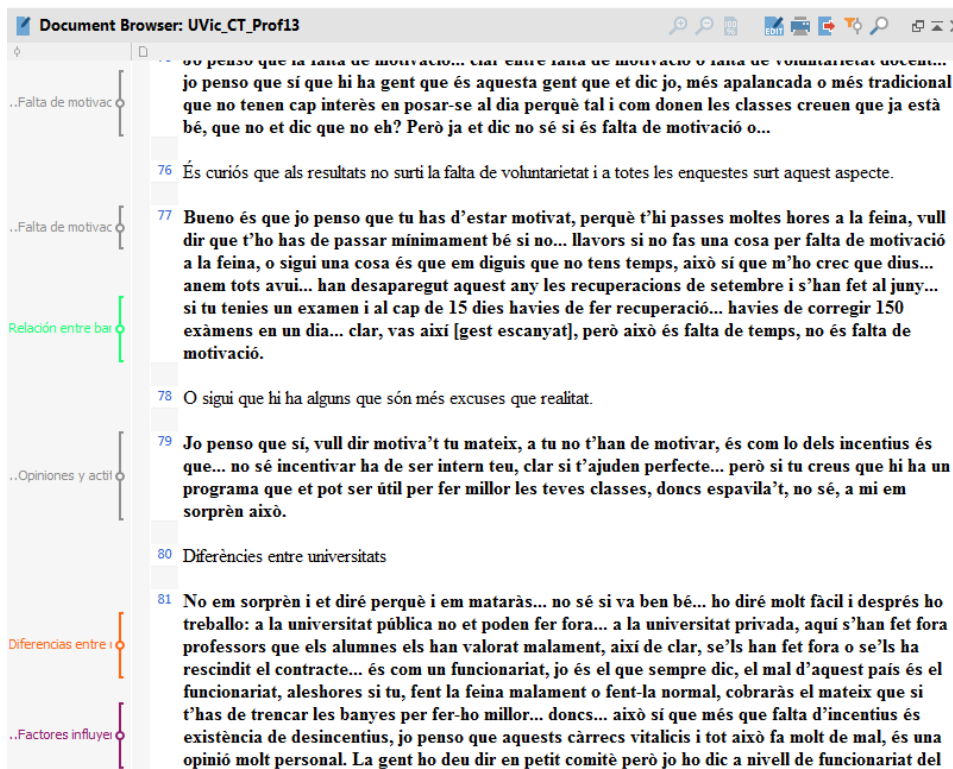 Document Browser: UVic_CT_Prof13
100 %
EDIT
Jo penso que la falta de motivació... clar entre falta de motivació o falta de voluntarietat docent...
..Falta de motivac
jo penso que sí que hi ha gent que és aquesta gent que et dic jo, més apalancada o més tradicional
que no tenen cap interès en posar-se al dia perquè tal i com donen les classes creuen que ja està
bé, que no et dic que no eh? Però ja et dic no sé si és falta de motivació o...
76 És curiós que als resultats no surti la falta de voluntarietat i a totes les enquestes surt aquest aspecte.
..Falta de motivac
77 Bueno és que jo penso que tu has d’estar motivat, perquè t’hi passes moltes hores a la feina, vull
dir que t’ho has de passar mínimament bé si no... llavors si no fas una cosa per falta de motivació
a la feina, o sigui una cosa és que em diguis que no tens temps, això sí que m’ho crec que dius...
anem tots avui... han desaparegut aquest any les recuperacions de setembre i s’han fet al juny...
Relación entre bar
si tu tenies un examen i al cap de 15 dies havies de fer recuperació... havies de corregir 150
exàmens en un dia... clar, vas així [gest escanyat], però això és falta de temps, no és falta de
motivació.
78 O sigui que hi ha alguns que són més excuses que realitat.
..Opiniones y actit
79 Jo penso que sí, vull dir motiva’t tu mateix, a tu no t’han de motivar, és com lo dels incentius és
que... no sé incentivar ha de ser intern teu, clar si t’ajuden perfecte... però si tu creus que hi ha un
programa que et pot ser útil per fer millor les teves classes, doncs espavila’t, no sé, a mi em
sorprèn això.
80 Diferències entre universitats
Diferencias entre
81 No em sorprèn i et diré perquè i em mataràs... no sé si va ben bé... ho diré molt fàcil i després ho
treballo: a la universitat pública no et poden fer fora... a la universitat privada, aquí s’han fet fora
professors que els alumnes els han valorat malament, així de clar, se’ls han fet fora o se’ls ha
rescindit el contracte... és com un funcionariat, jo és el que sempre dic, el mal d’aquest país és el
funcionariat, aleshores si tu, fent la feina malament o fent-la normal, cobraràs el mateix que si
..Factores influyer
t’has de trencar les banyes per fer-ho millor... doncs... això sí que més que falta d’incentius és
existència de desincentius, jo penso que aquests càrrecs vitalicis i tot això fa molt de mal, és una
opinió molt personal. La gent ho deu dir en petit comitè però jo ho dic a nivell de funcionariat del